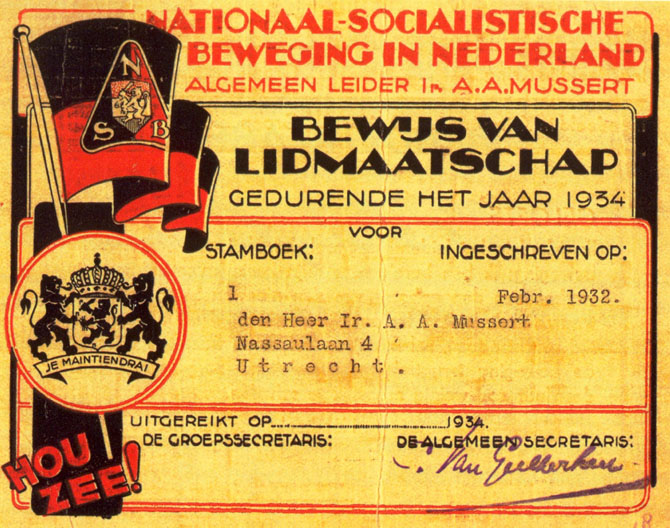 NATIONAAL-SOCIALISTISCHE
BEWEGING IN NEDERLAND
ALGEMEEN LEIDER Ir. A.A.MUSSERT
N
S B
BEWIJS VAN
LIDMAATSCHAP
GEDURENDE HET JAAR 1934
VOOR
STAMBOEK: INGESCHREVEN OP:
1 Febr. 1932.
den Heer Ir. A. A. Mussert
Nassaulaan 4
Utrecht.
JE MAINTIENDRAI
UITGEREIKT OP 1934.
DE GROEPSSECRETARIS: DE ALGEMEEN SECRETARIS:
van Geelkerken
HOU
ZEE!